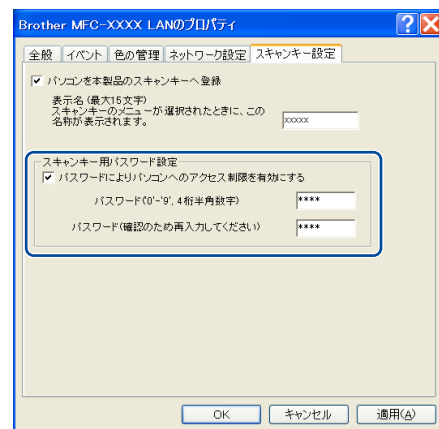 Brother MFC-XXXX LANのプロパティ
全般 イベント 色の管理 ネットワーク設定 スキャンキー設定
パソコンを本製品のスキャンキーへ登録
表示名(最大15文字)
スキャンキーのメニューが選択されたときに、この
名称が表示されます。
xxxxx
スキャンキー用パスワード設定
パスワードによりパソコンへのアクセス制限を有効にする
パスワード('0'-'9', 4桁半角数字) ****
パスワード(確認のため再入力してください) ****
OK キャンセル 適用(A)